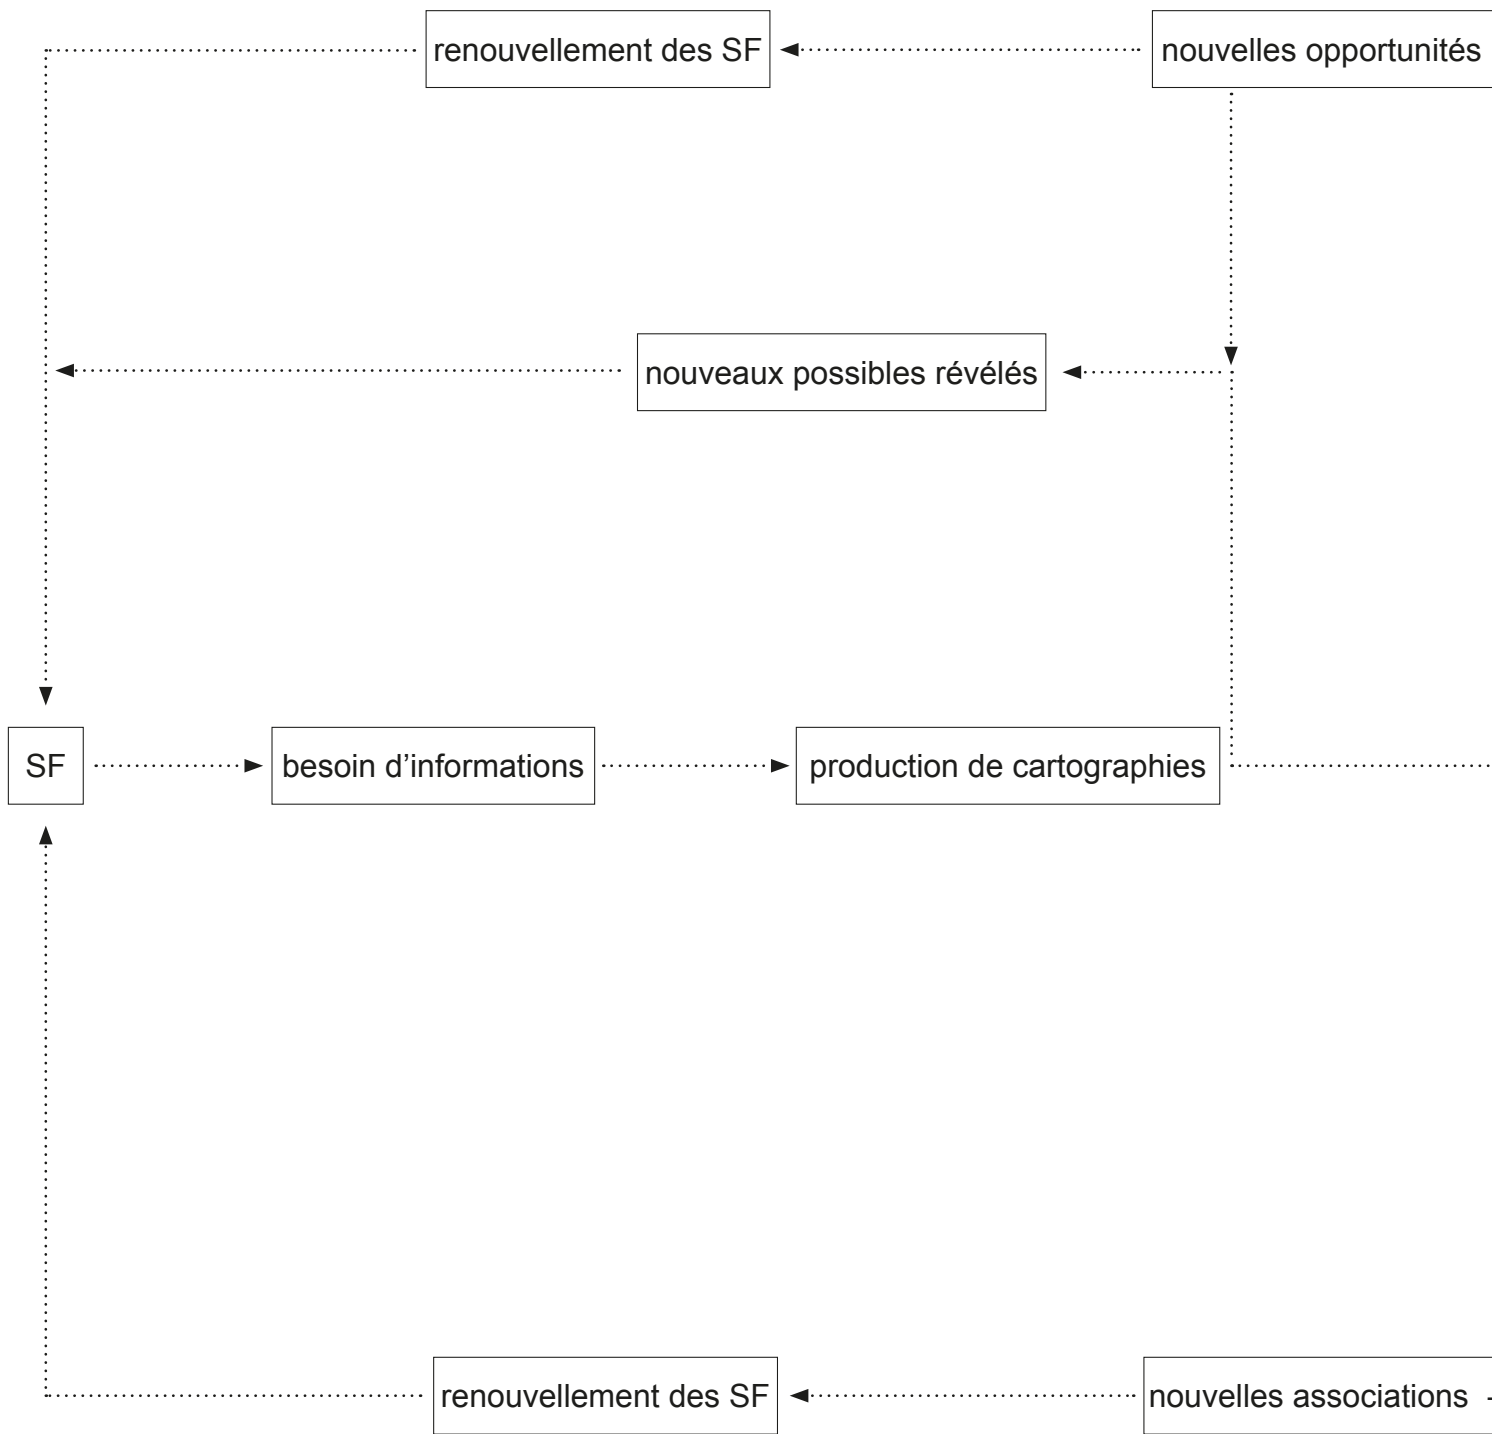 renouvellement des SF
nouvelles opportunités
nouveaux possibles révélés
SF
besoin d’informations
production de cartographies
renouvellement des SF
nouvelles associations